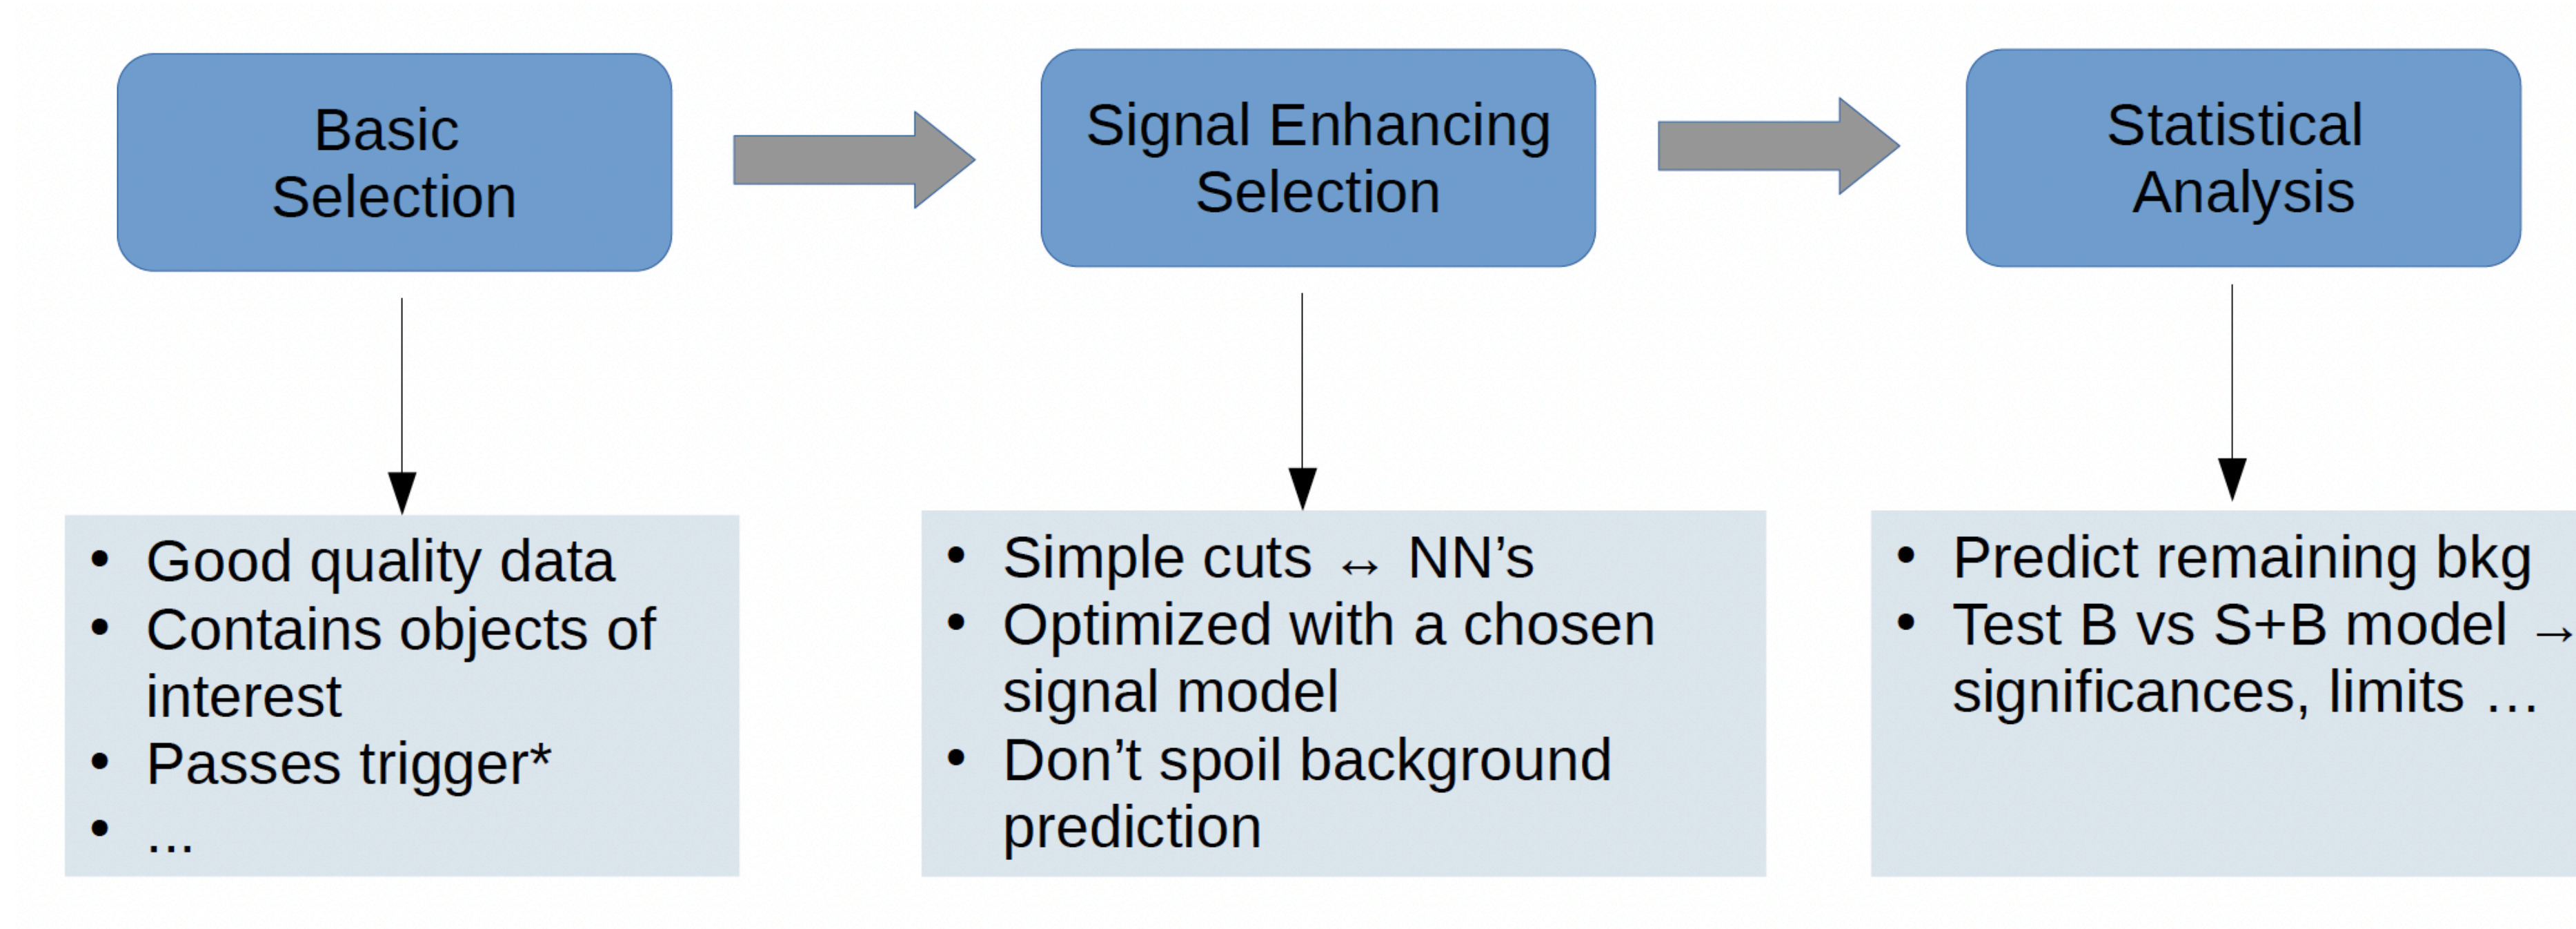 Basic
Selection
Signal Enhancing
Selection
Statistical
Analysis
• Good quality data
• Contains objects of
interest
• Passes trigger*
• ...
• Simple cuts ↔ NN’s
• Optimized with a chosen
signal model
• Don’t spoil background
prediction
• Predict remaining bkg
• Test B vs S+B model →
significances, limits …